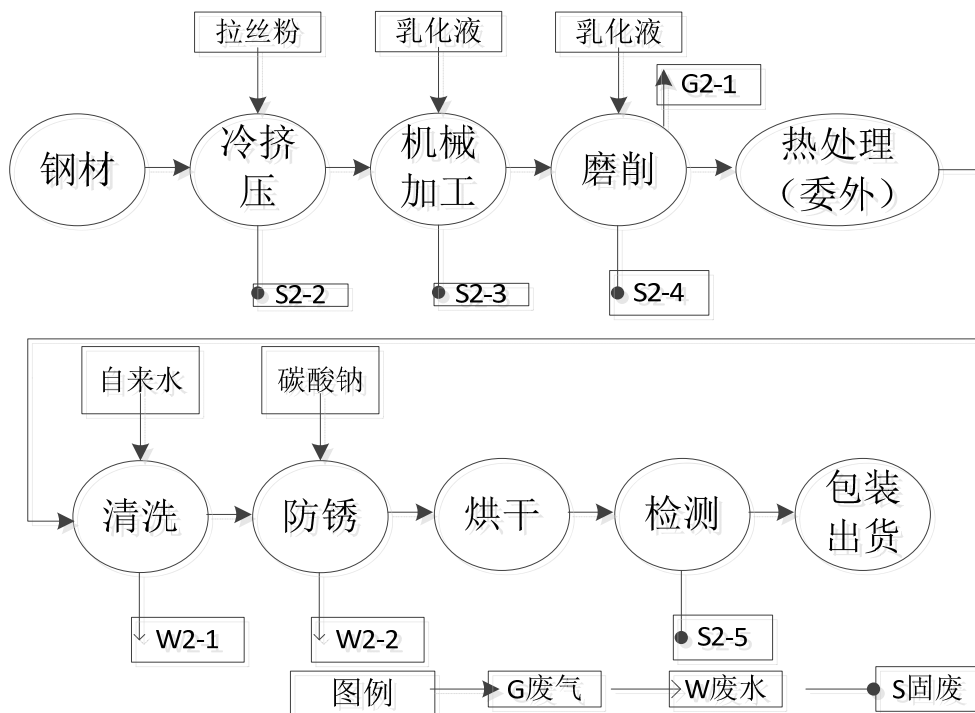 拉丝粉
乳化液
乳化液
G2-1
钢材
冷挤
压
机械
加工
磨削
热处理
（委外）
S2-2
S2-3
S2-4
自来水
碳酸钠
清洗
防锈
烘干
检测
包装
出货
W2-1
W2-2
S2-5
图例
G废气
W废水
S固废